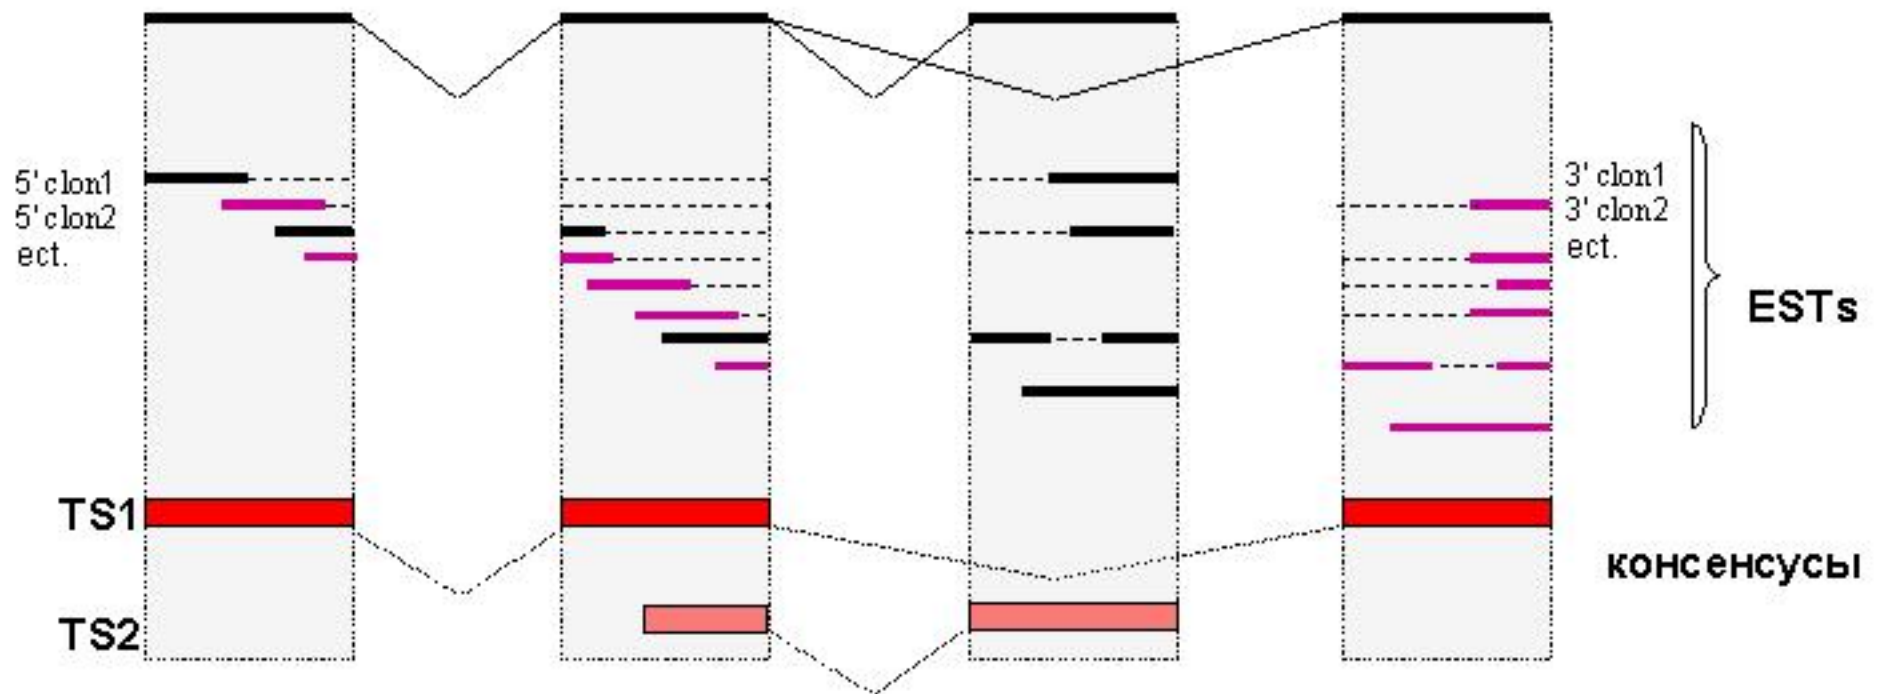 5' clon1
5' clon2
ect.
3' clon1
3' clon2
ect.
ESTs
TS1
консенсусы
TS2